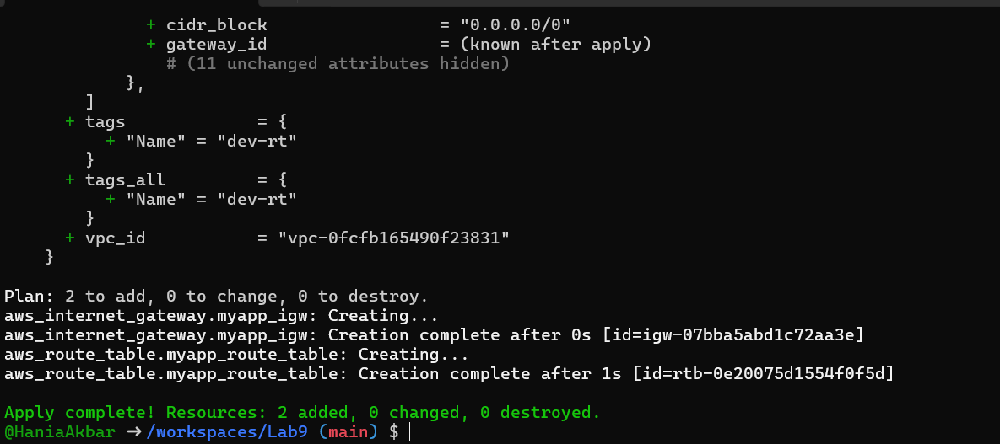 + cidr_block = "0.0.0.0/0"
+ gateway_id = (known after apply)
# (11 unchanged attributes hidden)
},
]
+ tags = {
+ "Name" = "dev-rt"
}
+ tags_all = {
+ "Name" = "dev-rt"
}
+ vpc_id = "vpc-0fcfb165490f23831"
}
Plan: 2 to add, 0 to change, 0 to destroy.
aws_internet_gateway.myapp_igw: Creating...
aws_internet_gateway.myapp_igw: Creation complete after 0s [id=igw-07bba5abd1c72aa3e]
aws_route_table.myapp_route_table: Creating...
aws_route_table.myapp_route_table: Creation complete after 1s [id=rtb-0e20075d1554f0f5d]
Apply complete! Resources: 2 added, 0 changed, 0 destroyed.
@HaniaAkbar ➜ /workspaces/Lab9 (main) $